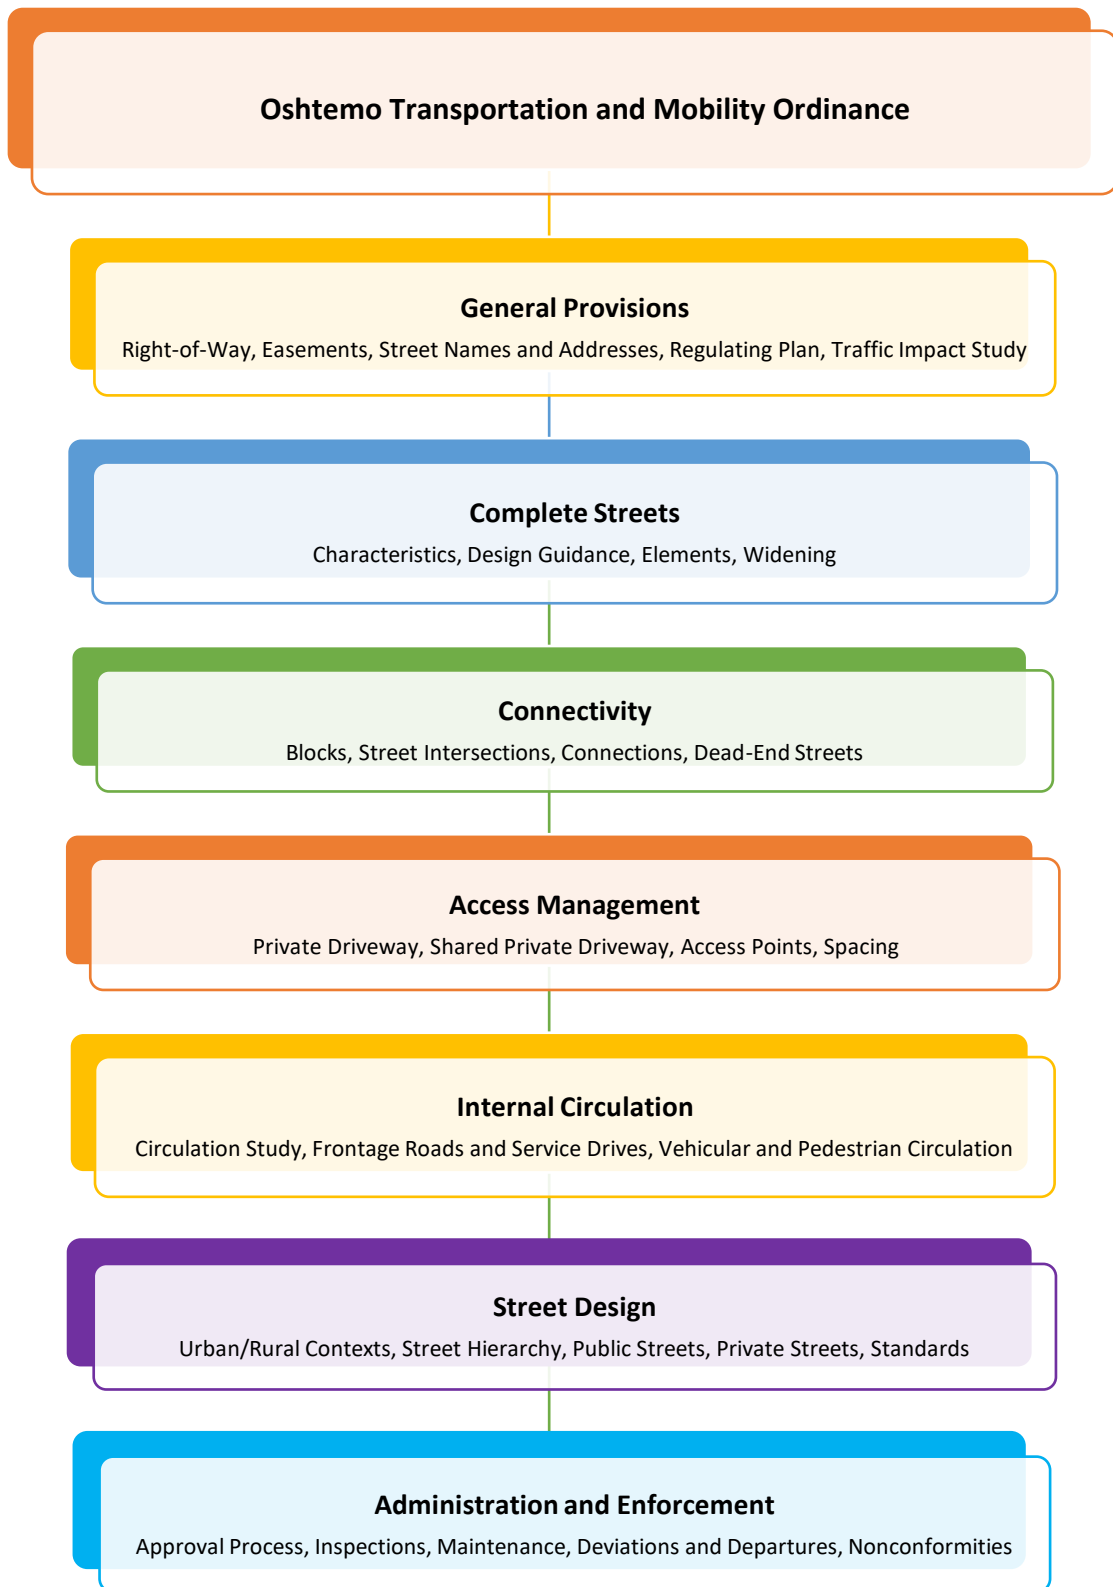 Oshtemo Transportation and Mobility Ordinance
General Provisions
Right-of-Way, Easements, Street Names and Addresses, Regulating Plan, Traffic Impact Study
Complete Streets
Characteristics, Design Guidance, Elements, Widening
Connectivity
Blocks, Street Intersections, Connections, Dead-End Streets
Access Management
Private Driveway, Shared Private Driveway, Access Points, Spacing
Internal Circulation
Circulation Study, Frontage Roads and Service Drives, Vehicular and Pedestrian Circulation
Street Design
Urban/Rural Contexts, Street Hierarchy, Public Streets, Private Streets, Standards
Administration and Enforcement
Approval Process, Inspections, Maintenance, Deviations and Departures, Nonconformities